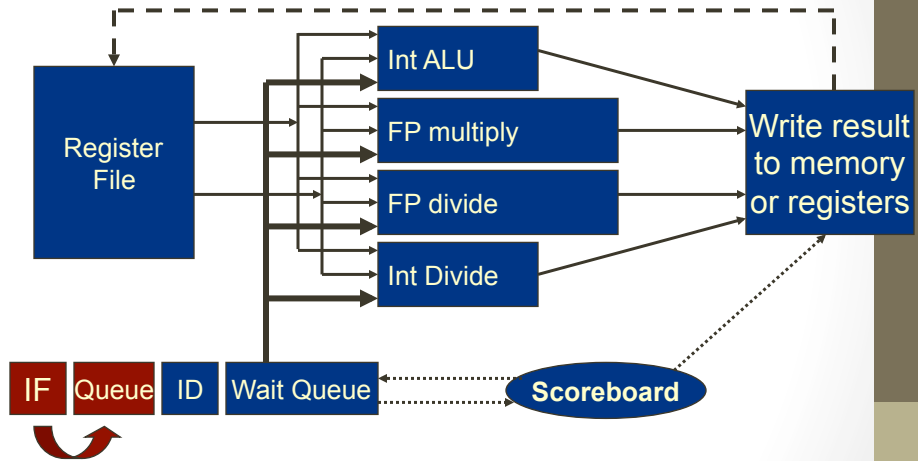 Int ALU
Register
File
FP multiply
Write result
to memory
or registers
FP divide
Int Divide
IF
Queue
ID
Wait Queue
Scoreboard